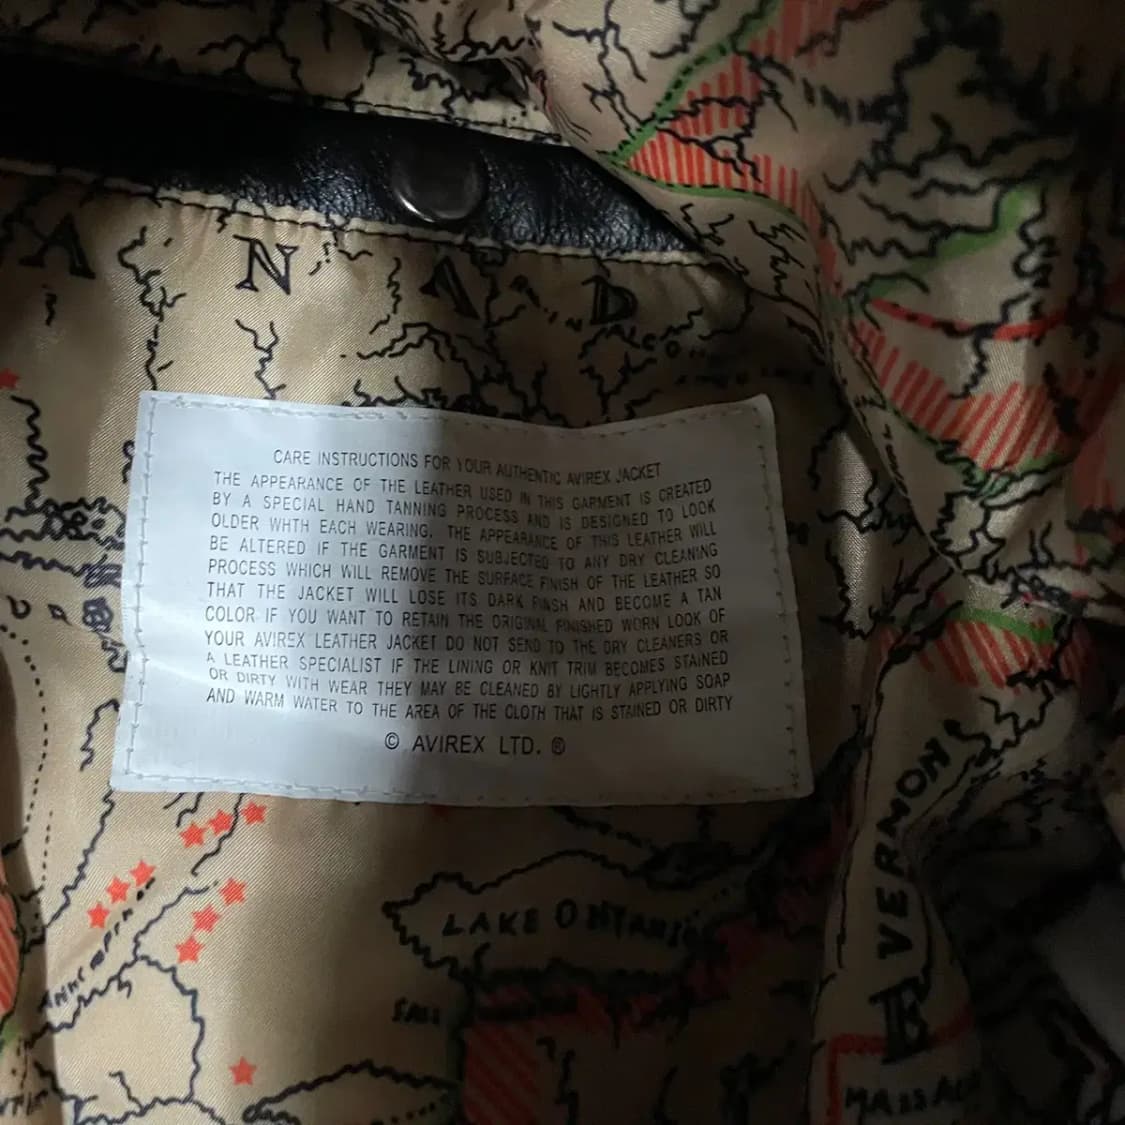 A N A D
CARE INSTRUCTIONS FOR YOUR AUTHENTIC AVIREX JACKET
THE APPEARANCE OF THE LEATHER USED IN THIS GARMENT IS CREATED
BY A SPECIAL HAND TANNING PROCESS AND IS DESIGNED TO LOOK
OLDER WHTH EACH WEARING. THE APPEARANCE OF THIS LEATHER WILL
BE ALTERED IF THE GARMENT IS SUBJECTED TO ANY DRY CLEANING
PROCESS WHICH WILL REMOVE THE SURFACE FINISH OF THE LEATHER SO
THAT THE JACKET WILL LOSE ITS DARK FINSH AND BECOME A TAN
COLOR IF YOU WANT TO RETAIN THE ORIGINAL FINISHED WORN LOOK OF
YOUR AVIREX LEATHER JACKET DO NOT SEND TO THE DRY CLEANERS OR
A LEATHER SPECIALIST IF THE LINING OR KNIT TRIM BECOMES STAINED
OR DIRTY WITH WEAR THEY MAY BE CLEANED BY LIGHTLY APPLYING SOAP
AND WARM WATER TO THE AREA OF THE CLOTH THAT IS STAINED OR DIRTY
© AVIREX LTD. ®
VERMON
LAKE